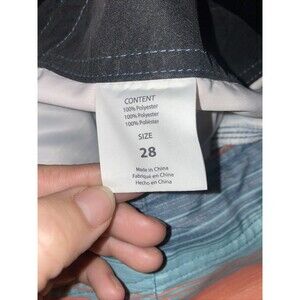 CONTENT
100% Polyester
100% Polyester
100% Poliéster
SIZE
28
Made in China
Fabriqué en Chine
Hecho en China